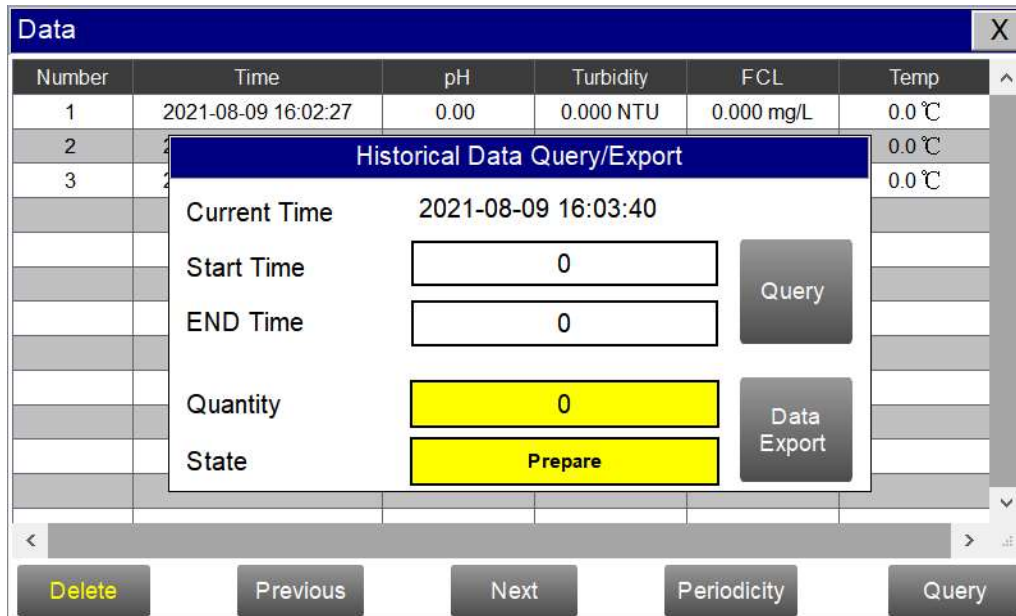 Data X
Number Time pH Turbidity FCL Temp
1 2021-08-09 16:02:27 0.00 0.000 NTU 0.000 mg/L 0.0 ℃
2 0.0 ℃
Historical Data Query/Export
3 0.0 ℃
Current Time 2021-08-09 16:03:40
Start Time 0
Query
END Time 0
Quantity 0
Data
Export
State Prepare
Delete Previous Next Periodicity Query